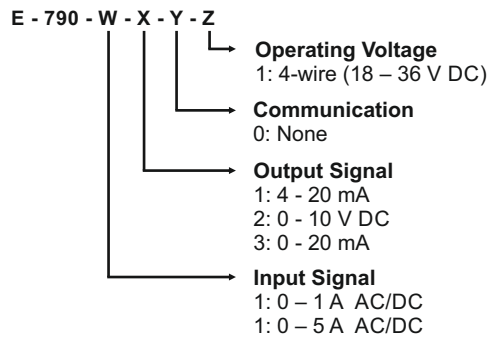 E - 790 - W - X - Y - Z
Operating Voltage
1: 4-wire (18 – 36 V DC)
Communication
0: None
Output Signal
1: 4 - 20 mA
2: 0 - 10 V DC
3: 0 - 20 mA
Input Signal
1: 0 – 1 A  AC/DC
1: 0 – 5 A  AC/DC